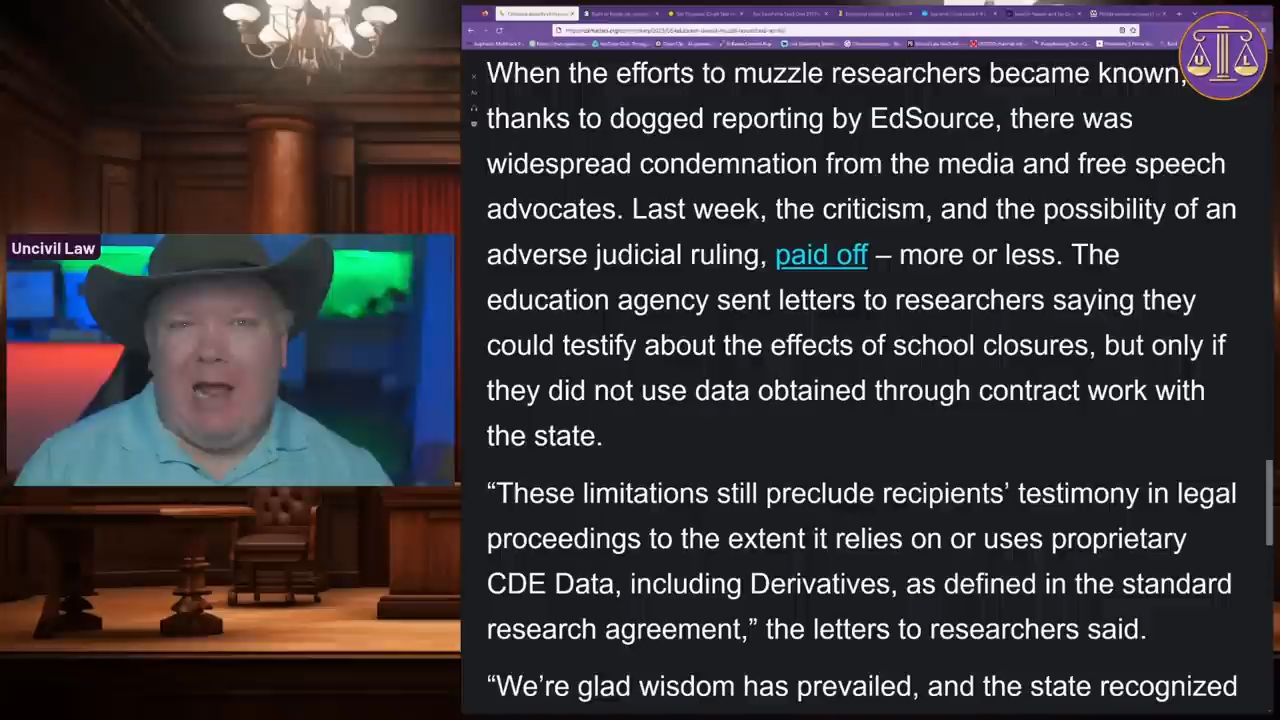 When the efforts to muzzle researchers became known,
thanks to dogged reporting by EdSource, there was
widespread condemnation from the media and free speech
advocates. Last week, the criticism, and the possibility of an
adverse judicial ruling, paid off – more or less. The
education agency sent letters to researchers saying they
could testify about the effects of school closures, but only if
they did not use data obtained through contract work with
the state.
“These limitations still preclude recipients’ testimony in legal
proceedings to the extent it relies on or uses proprietary
CDE Data, including Derivatives, as defined in the standard
research agreement,” the letters to researchers said.
“We’re glad wisdom has prevailed, and the state recognized
Uncivil Law
U L